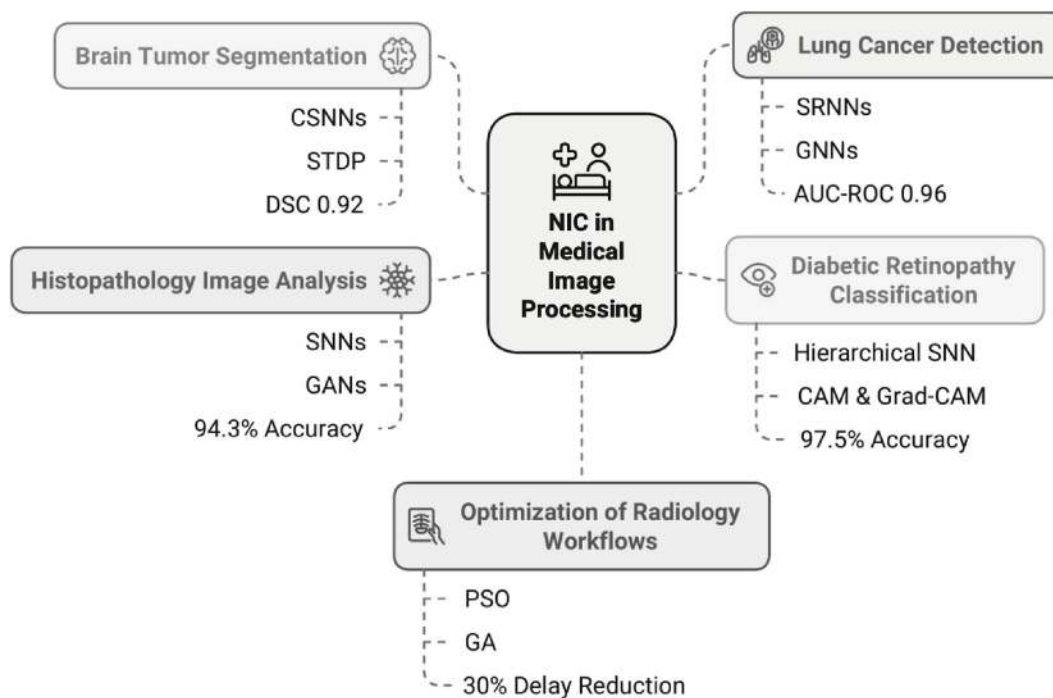 Brain Tumor Segmentation
CSNNs
STDP
DSC 0.92
Lung Cancer Detection
SRNNs
GNNs
AUC-ROC 0.96
NIC in
Medical
Image
Processing
Histopathology Image Analysis
SNNs
GANs
94.3% Accuracy
Diabetic Retinopathy
Classification
Hierarchical SNN
CAM & Grad-CAM
97.5% Accuracy
Optimization of Radiology
Workflows
PSO
GA
30% Delay Reduction